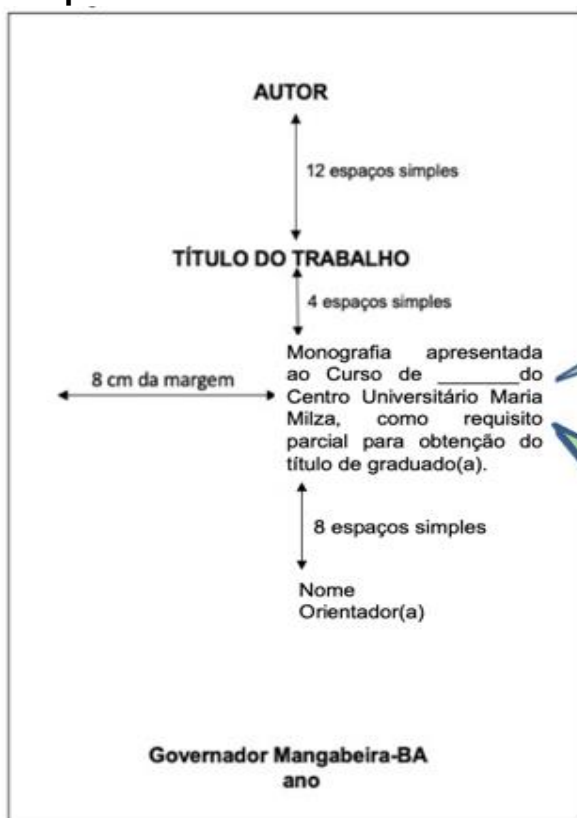 AUTOR
12 espaços simples
TÍTULO DO TRABALHO
4 espaços simples
Monografia apresentada
ao Curso de _______do
8 cm da margem
Centro Universitário Maria
Milza, como requisito
parcial para obtenção do
título de graduado(a).
8 espaços simples
Nome
Orientador(a)
Governador Mangabeira-BA
ano